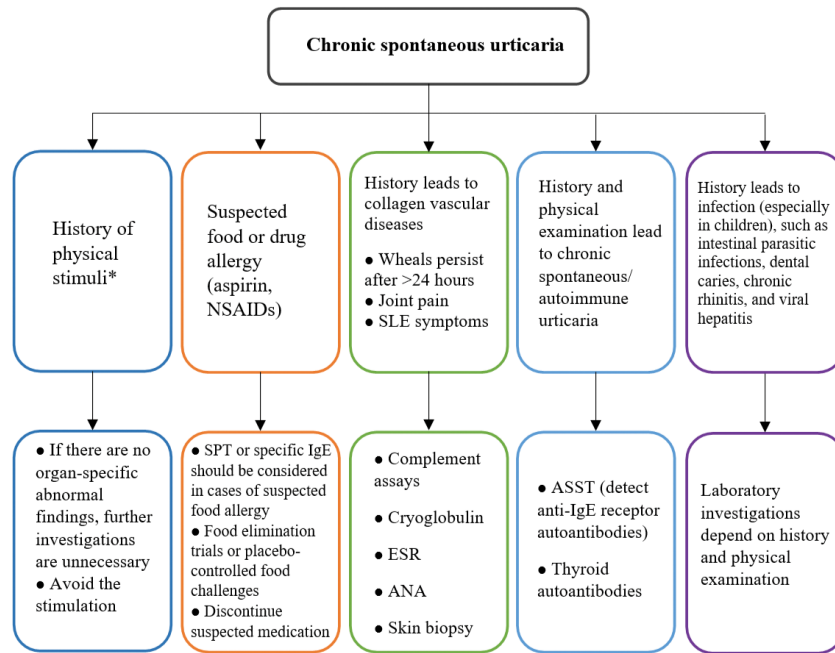 Chronic spontaneous urticaria
History of
physical
stimuli*
Suspected
food or drug
allergy
(aspirin,
NSAIDs)
History leads to
collagen vascular
diseases
● Wheals persist
after >24 hours
● Joint pain
● SLE symptoms
History and
physical
examination lead
to chronic
spontaneous/
autoimmune
urticaria
History leads to
infection (especially
in children), such as
intestinal parasitic
infections, dental
caries, chronic
rhinitis, and viral
hepatitis
● If there are no
organ-specific
abnormal
findings, further
investigations
are unnecessary
● Avoid the
stimulation
● SPT or specific IgE
should be considered
in cases of suspected
food allergy
● Food elimination
trials or placebo-
controlled food
challenges
● Discontinue
suspected medication
● Complement
assays
● Cryoglobulin
● ESR
● ANA
● Skin biopsy
● ASST (detect
anti-IgE receptor
autoantibodies)
● Thyroid
autoantibodies
Laboratory
investigations
depend on history
and physical
examination